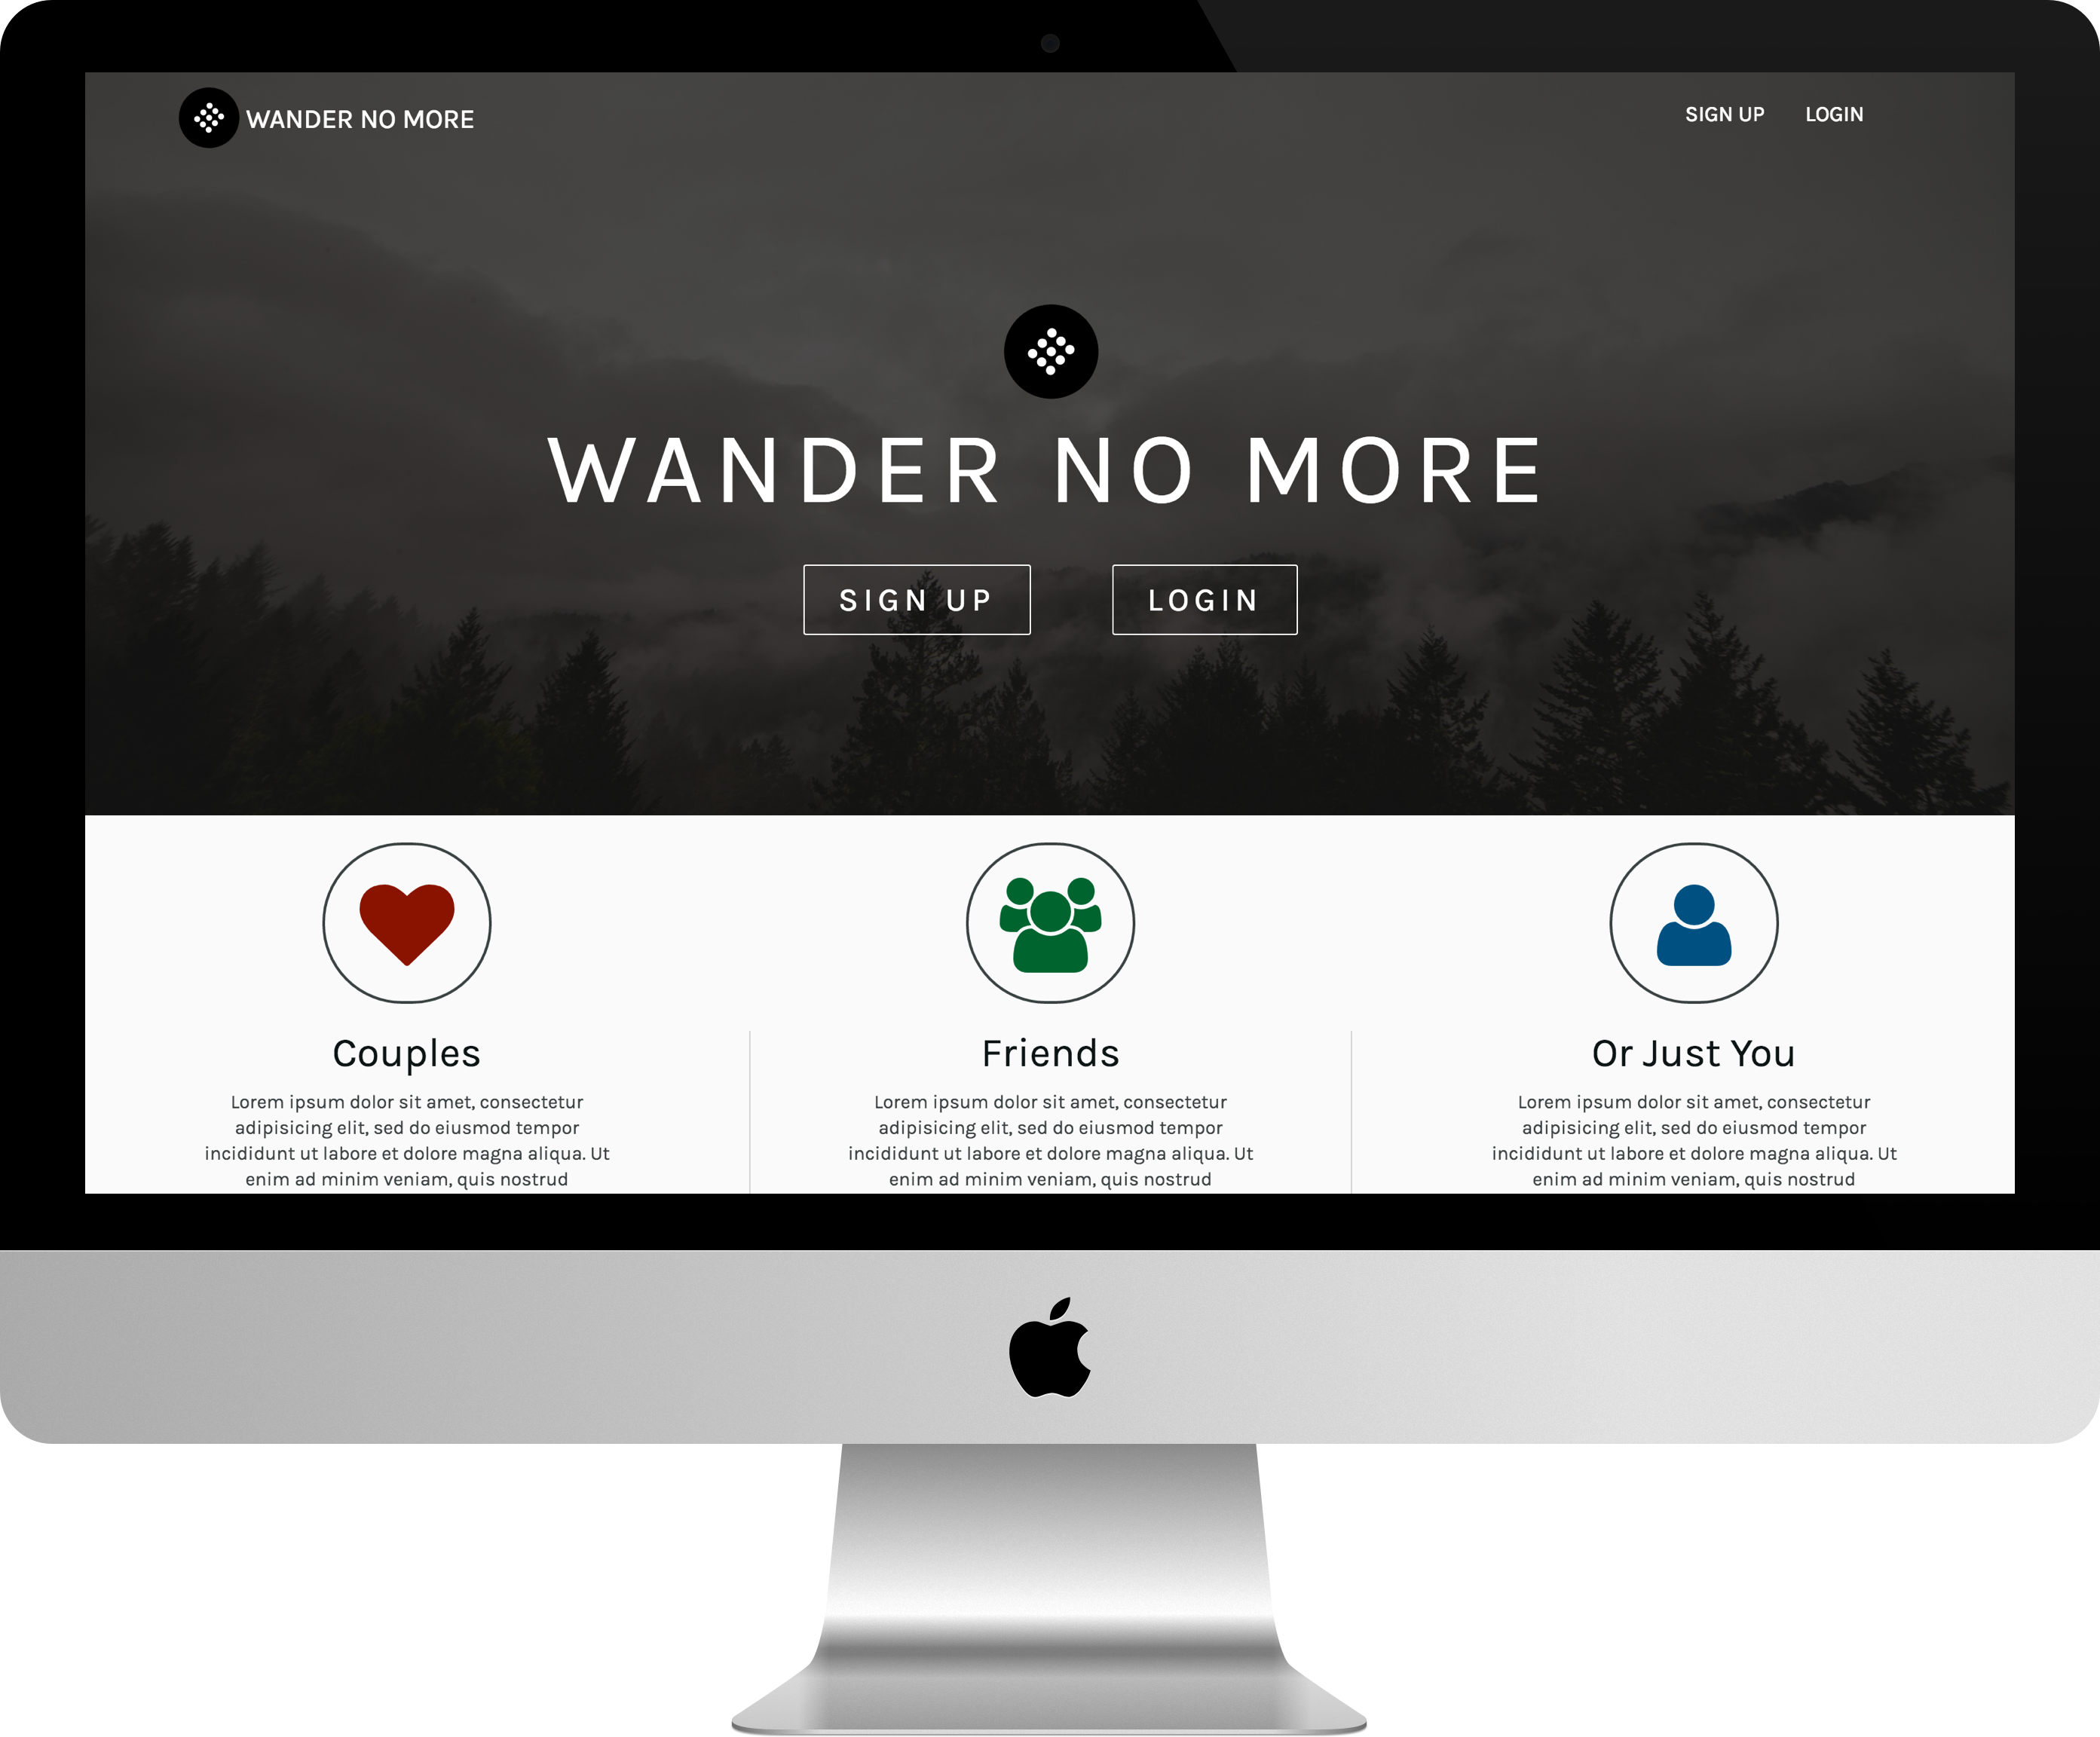 WANDER NO MORE
SIGN UP
LOGIN
WANDER NO MORE
SIGN UP
LOGIN
Couples
Lorem ipsum dolor sit amet, consectetur
adipisicing elit, sed do eiusmod tempor
incididunt ut labore et dolore magna aliqua. Ut
enim ad minim veniam, quis nostrud
Friends
Lorem ipsum dolor sit amet, consectetur
adipisicing elit, sed do eiusmod tempor
incididunt ut labore et dolore magna aliqua. Ut
enim ad minim veniam, quis nostrud
Or Just You
Lorem ipsum dolor sit amet, consectetur
adipisicing elit, sed do eiusmod tempor
incididunt ut labore et dolore magna aliqua. Ut
enim ad minim veniam, quis nostrud